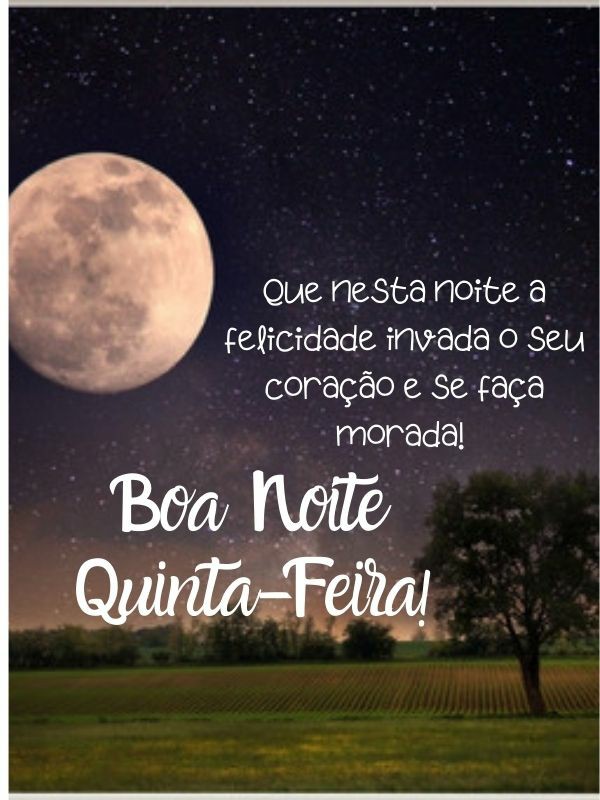 Que nesta noite a
felicidade invada o seu
coração e se faça
morada!
Boa Noite
Quinta-Feira!